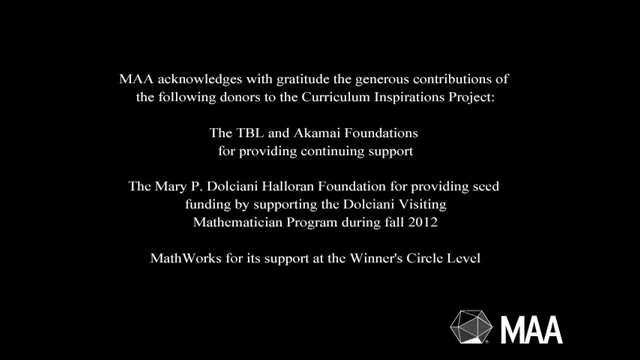 MAA acknowledges with gratitude the generous contributions of
the following donors to the Curriculum Inspirations Project:
The TBL and Akamai Foundations
for providing continuing support
The Mary P. Dolciani Halloran Foundation for providing seed
funding by supporting the Dolciani Visiting
Mathematician Program during fall 2012
MathWorks for its support at the Winner's Circle Level
MAA